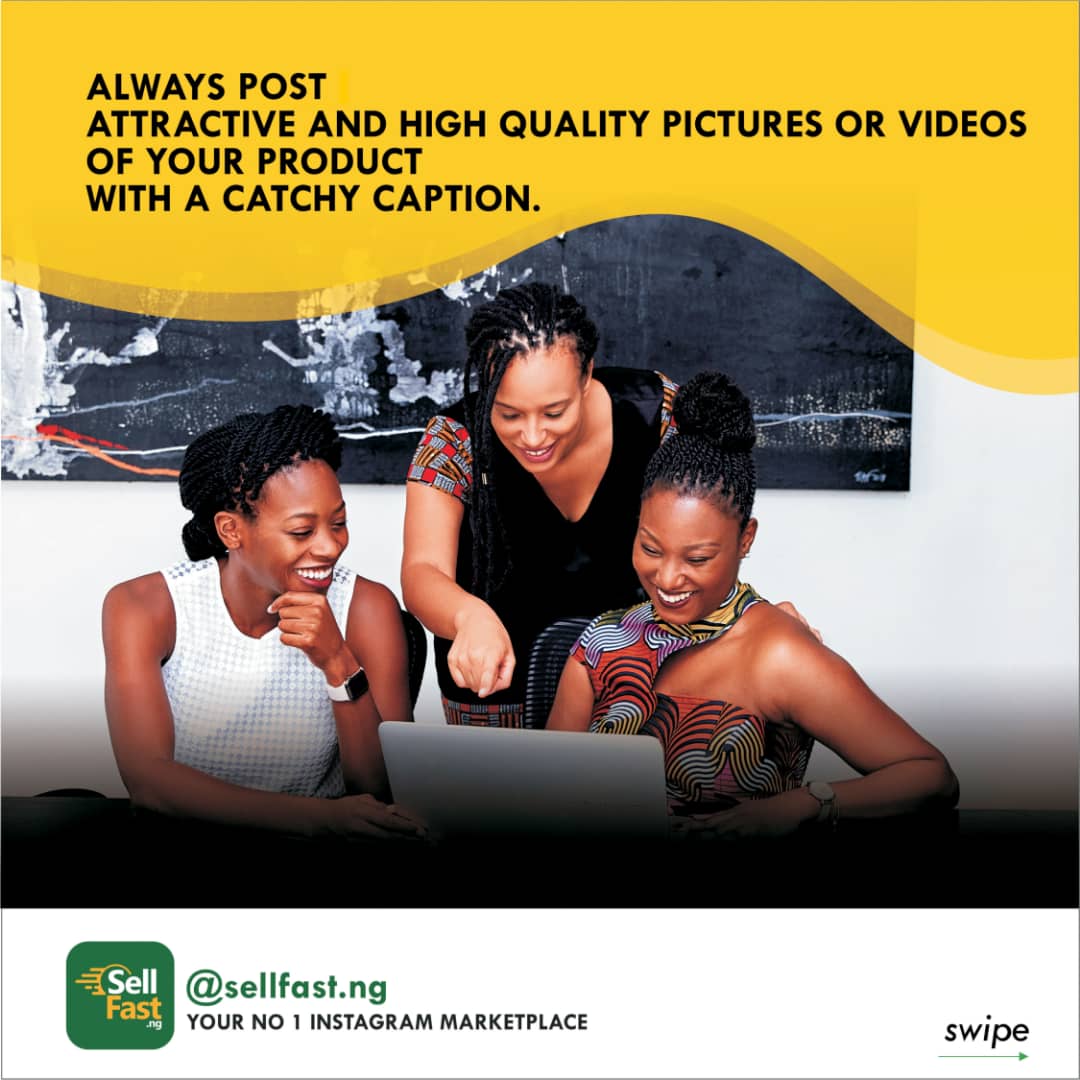 ALWAYS POST
ATTRACTIVE AND HIGH QUALITY PICTURES OR VIDEOS
OF YOUR PRODUCT
WITH A CATCHY CAPTION.
Sell
Fast
.ng
@sellfast.ng
YOUR NO 1 INSTAGRAM MARKETPLACE
swipe